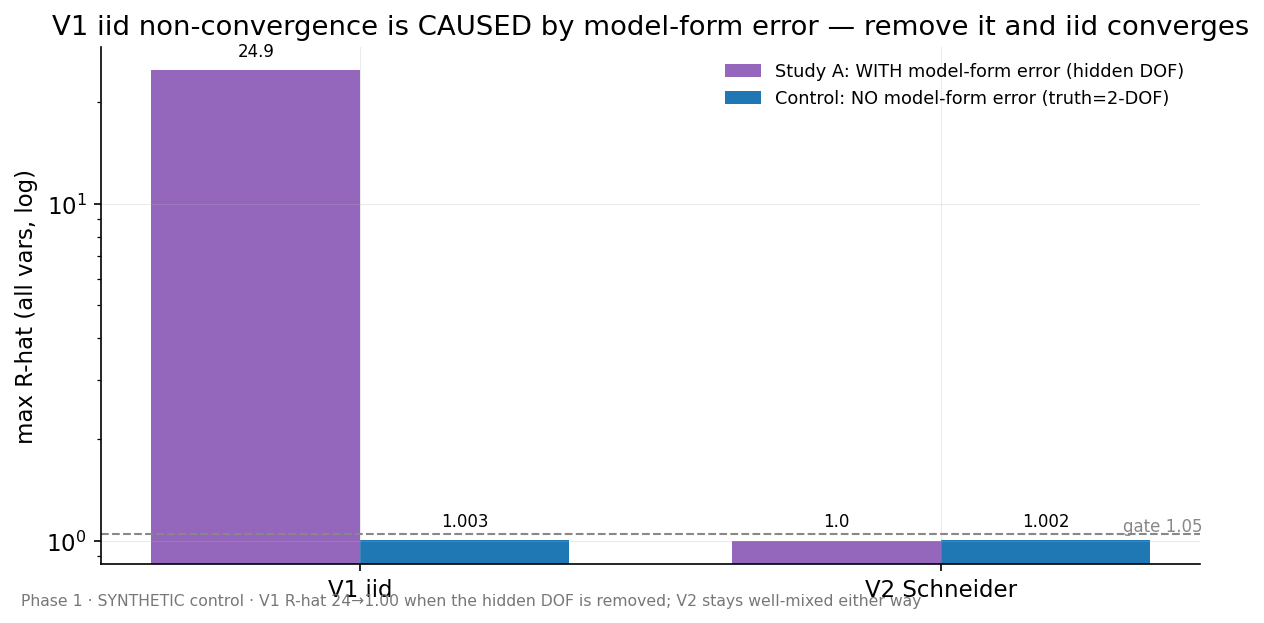 V1 iid non-convergence is CAUSED by model-form error — remove it and iid converges
24.9
Study A: WITH model-form error (hidden DOF)
Control: NO model-form error (truth=2-DOF)
max R-hat (all vars, log)
10¹
10⁰
1.003
1.0
1.002
gate 1.05
V1 iid
V2 Schneider
Phase 1 · SYNTHETIC control · V1 R-hat 24→1.00 when the hidden DOF is removed; V2 stays well-mixed either way